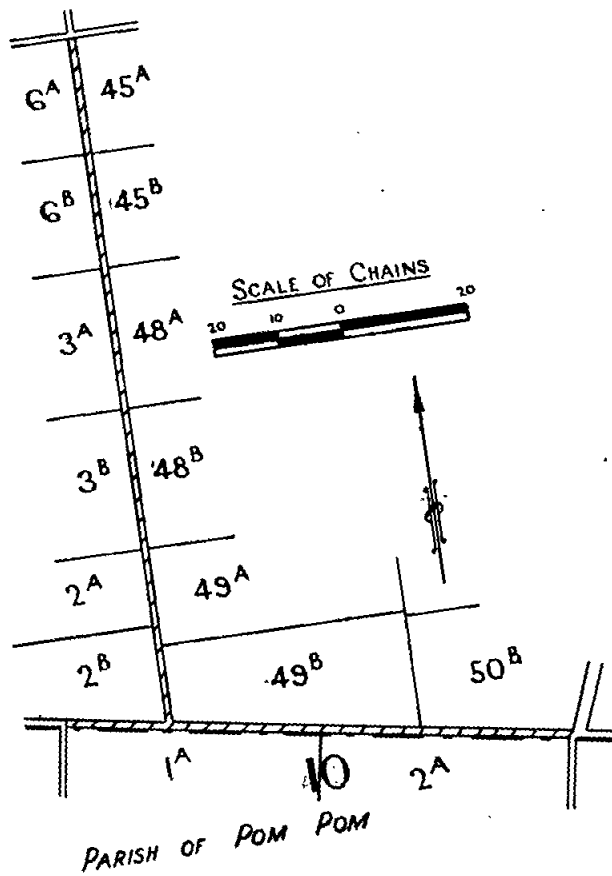 6A 45A
6B 45B
SCALE OF CHAINS
20 10 0 20
3A 48A
3B 48B
2A 49A
2B 49B 50B
1A 10 2A
PARISH OF POM POM